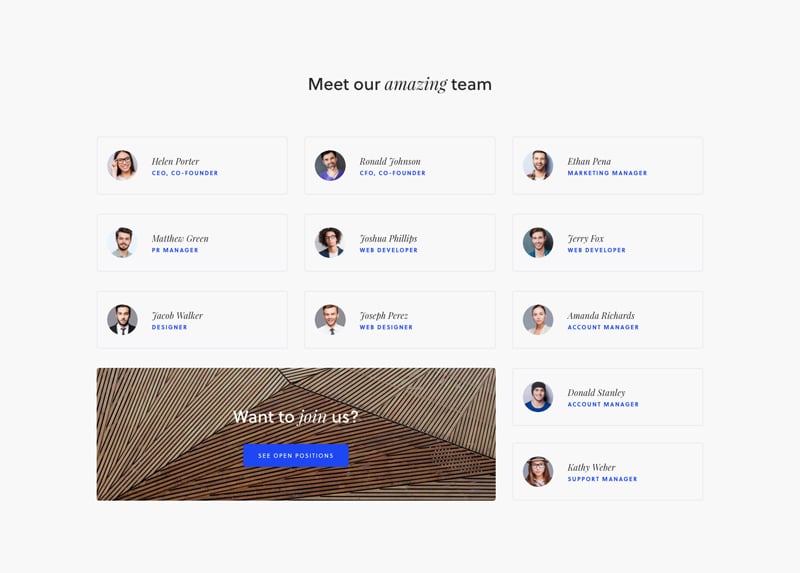 Meet our amazing team
Helen Porter
CEO, CO-FOUNDER
Ronald Johnson
CFO, CO-FOUNDER
Ethan Pena
MARKETING MANAGER
Matthew Green
PR MANAGER
Joshua Phillips
WEB DEVELOPER
Jerry Fox
WEB DEVELOPER
Jacob Walker
DESIGNER
Joseph Perez
WEB DESIGNER
Amanda Richards
ACCOUNT MANAGER
Want to join us?
SEE OPEN POSITIONS
Donald Stanley
ACCOUNT MANAGER
Kathy Weber
SUPPORT MANAGER